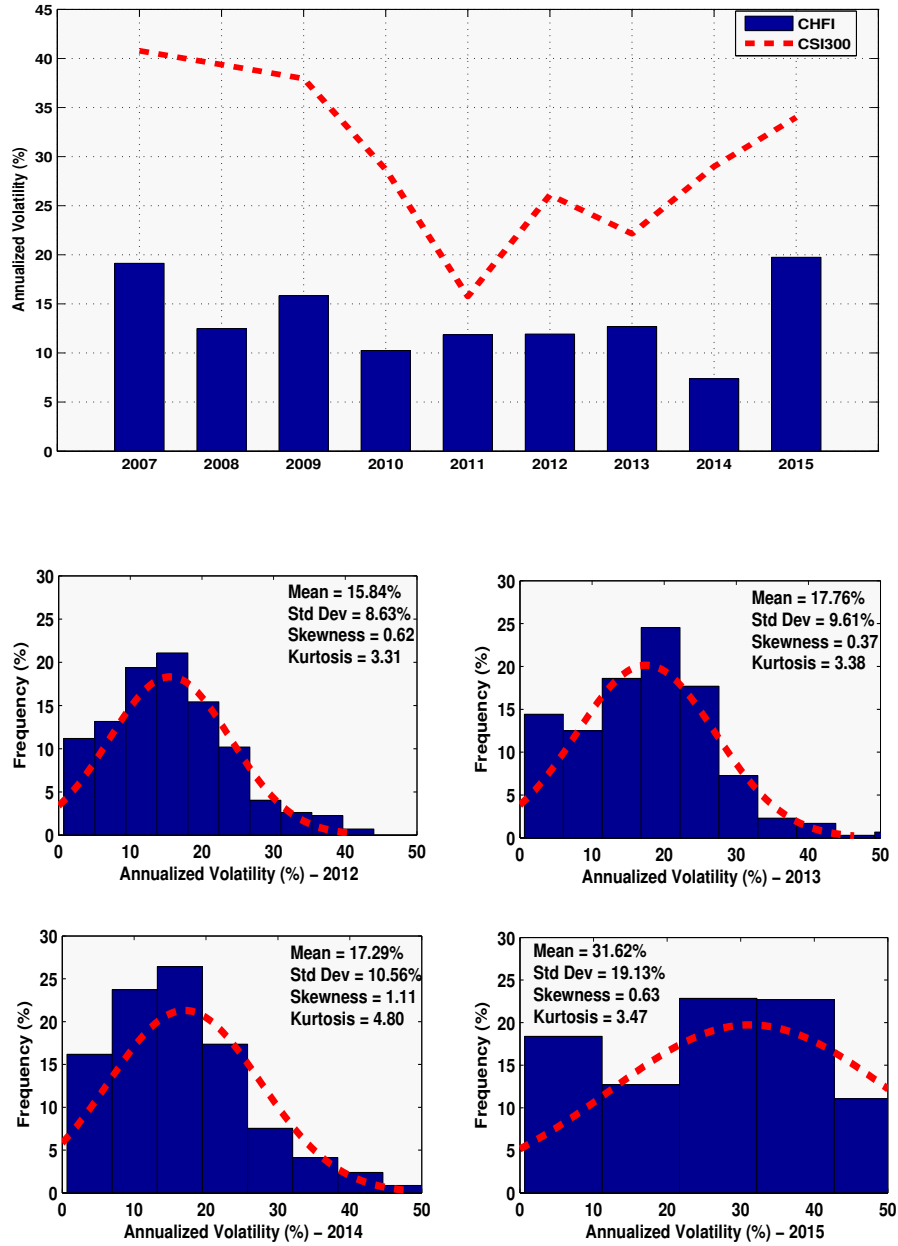 45
40
35
30
25
20
15
10
5
0
Annualized Volatility (%)
CHFI
CSI300
2007 2008 2009 2010 2011 2012 2013 2014 2015
30
25
20
15
10
5
0
Frequency (%)
Mean = 15.84%
Std Dev = 8.63%
Skewness = 0.62
Kurtosis = 3.31
0 10 20 30 40 50
Annualized Volatility (%) – 2012
30
25
20
15
10
5
0
Frequency (%)
Mean = 17.76%
Std Dev = 9.61%
Skewness = 0.37
Kurtosis = 3.38
0 10 20 30 40 50
Annualized Volatility (%) – 2013
30
25
20
15
10
5
0
Frequency (%)
Mean = 17.29%
Std Dev = 10.56%
Skewness = 1.11
Kurtosis = 4.80
0 10 20 30 40 50
Annualized Volatility (%) – 2014
30
25
20
15
10
5
0
Frequency (%)
Mean = 31.62%
Std Dev = 19.13%
Skewness = 0.63
Kurtosis = 3.47
0 10 20 30 40 50
Annualized Volatility (%) – 2015